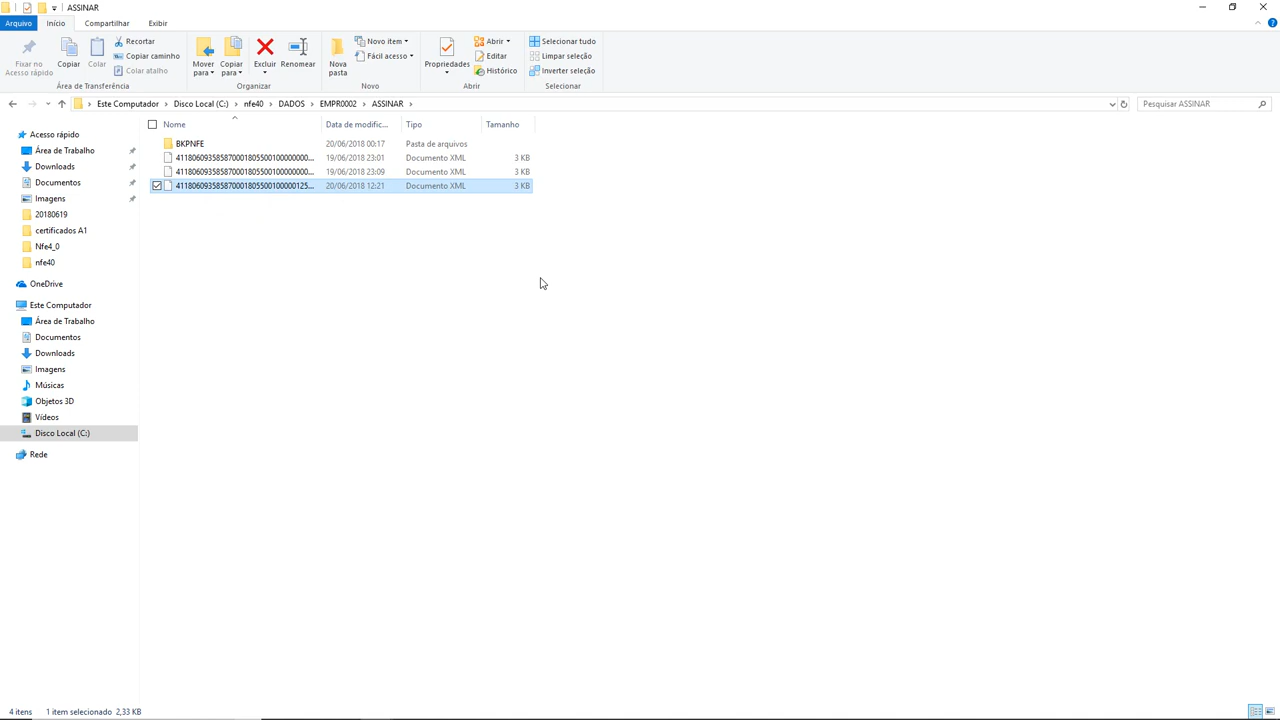 ASSINAR
Arquivo Início Compartilhar Exibir
Fixar no Acesso rápido
Copiar
Colar
Recortar
Copiar caminho
Colar atalho
Mover para
Copiar para
Excluir
Renomear
Nova pasta
Novo item
Fácil acesso
Propriedades
Abrir
Editar
Histórico
Selecionar tudo
Limpar seleção
Inverter seleção
Área de Transferência Organizar Novo Abrir Selecionar
Este Computador Disco Local (C:) nfe40 DADOS EMPR0002 ASSINAR Pesquisar ASSINAR
Nome Data de modific... Tipo Tamanho
BKPNFE 20/06/2018 00:17 Pasta de arquivos
19/06/2018 23:01 Documento XML 3 KB
19/06/2018 23:09 Documento XML 3 KB
20/06/2018 12:21 Documento XML 3 KB
Acesso rápido
Área de Trabalho
Downloads
Documentos
Imagens
20180619
certificados A1
Nfe4_0
nfe40
OneDrive
Este Computador
Área de Trabalho
Documentos
Downloads
Imagens
Músicas
Objetos 3D
Vídeos
Disco Local (C:)
Rede
4 itens 1 item selecionado 2,33 KB